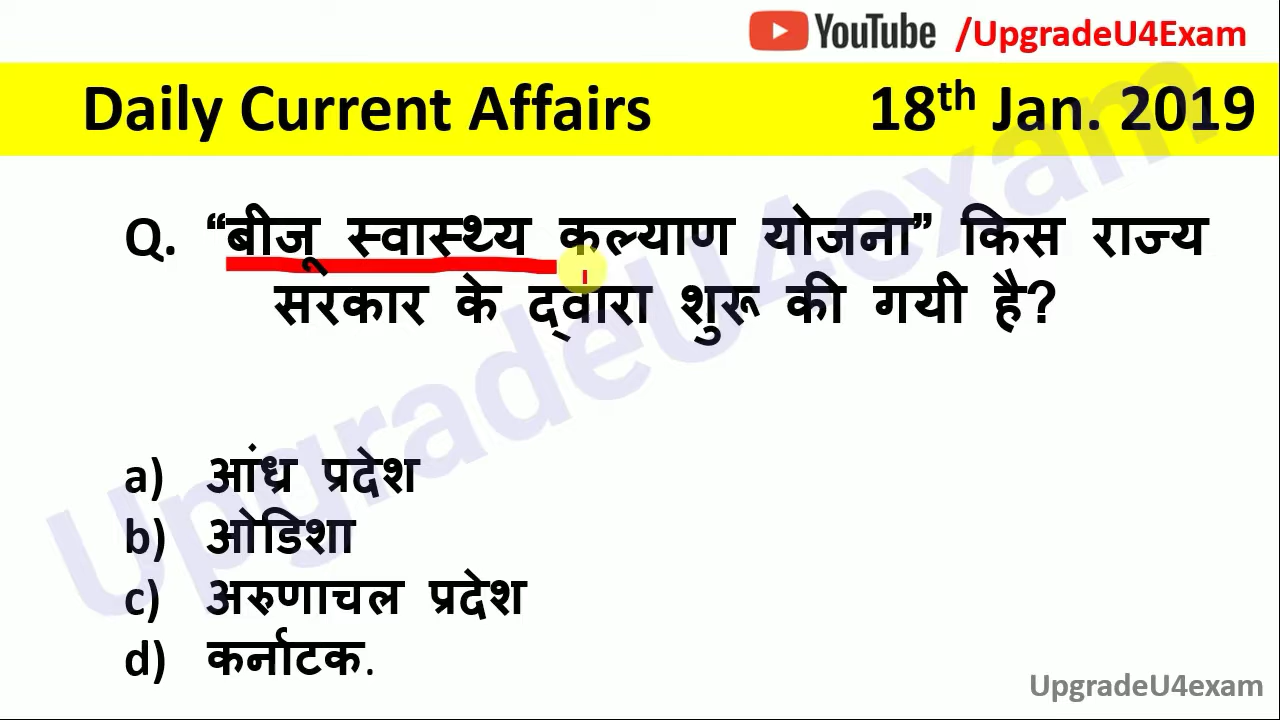 YouTube /UpgradeU4Exam
Daily Current Affairs 18th Jan. 2019
Q. “बीजू स्वास्थ्य कल्याण योजना” किस राज्य
सरकार के द्वारा शुरू की गयी है?
a) आंध्र प्रदेश
b) ओडिशा
c) अरुणाचल प्रदेश
d) कर्नाटक.
UpgradeU4exam
UpgradeU4exam